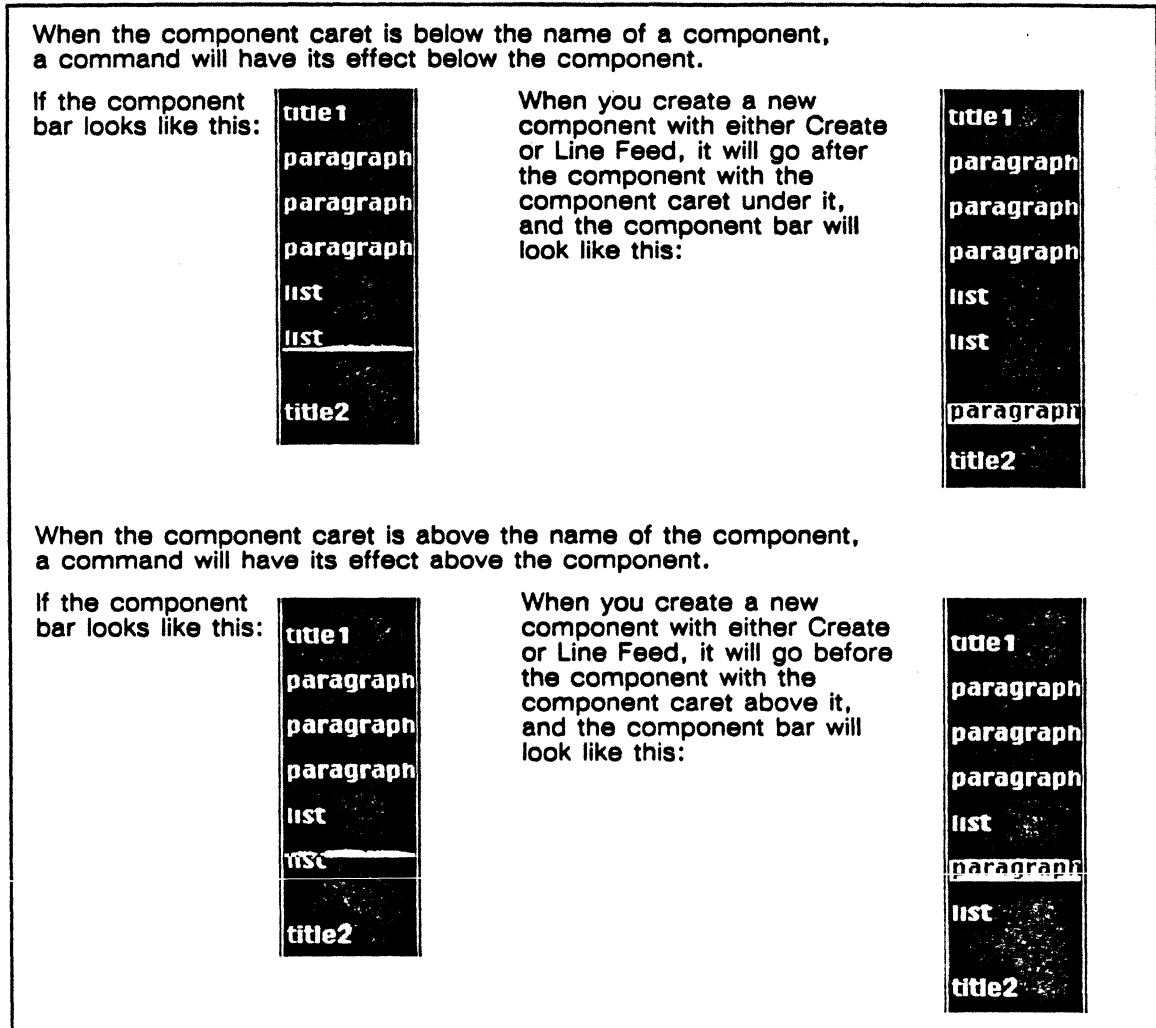 When the component caret is below the name of a component,
a command will have its effect below the component.
If the component
bar looks like this:
title1
paragraph
paragraph
paragraph
list
list
title2
When you create a new
component with either Create
or Line Feed, it will go after
the component with the
component caret under it,
and the component bar will
look like this:
title1
paragraph
paragraph
paragraph
list
list
paragraph
title2
When the component caret is above the name of the component,
a command will have its effect above the component.
If the component
bar looks like this:
title1
paragraph
paragraph
paragraph
list
list
title2
When you create a new
component with either Create
or Line Feed, it will go before
the component with the
component caret above it,
and the component bar will
look like this:
title1
paragraph
paragraph
paragraph
list
paragraph
list
title2